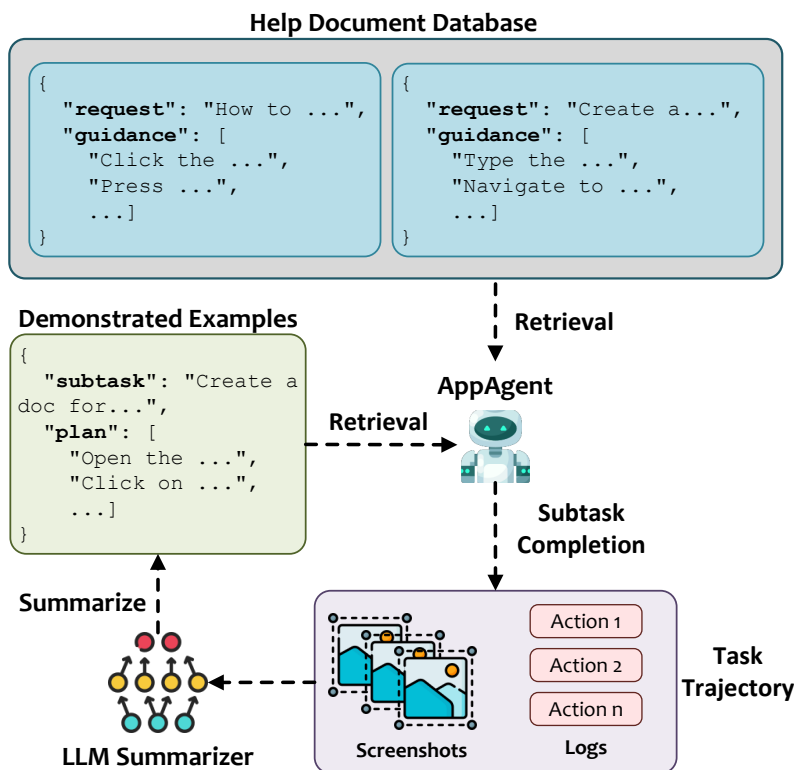 Help Document Database
{
"request": "How to ...",
"guidance": [
"Click the ...",
"Press ...",
...]
}
{
"request": "Create a...",
"guidance": [
"Type the ...",
"Navigate to ...",
...]
}
Retrieval
Demonstrated Examples
{
"subtask": "Create a
doc for...",
"plan": [
"Open the ...",
"Click on ...",
...]
}
Retrieval
AppAgent
Subtask
Completion
Summarize
LLM Summarizer
Screenshots
Action 1
Action 2
Action n
Logs
Task
Trajectory